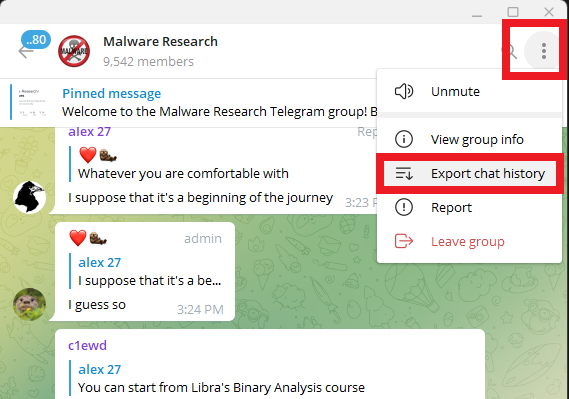 ..80
MALWARE
Malware Research
9,542 members
Pinned message
Welcome to the Malware Research Telegram group! B
Unmute
View group info
Export chat history
Report
Leave group
alex 27
Rep
Whatever you are comfortable with
I suppose that it's a beginning of the journey
3:23 P
admin
alex 27
I suppose that it's a be...
I guess so
3:24 PM
c1ewd
alex 27
You can start from Libra's Binary Analysis course